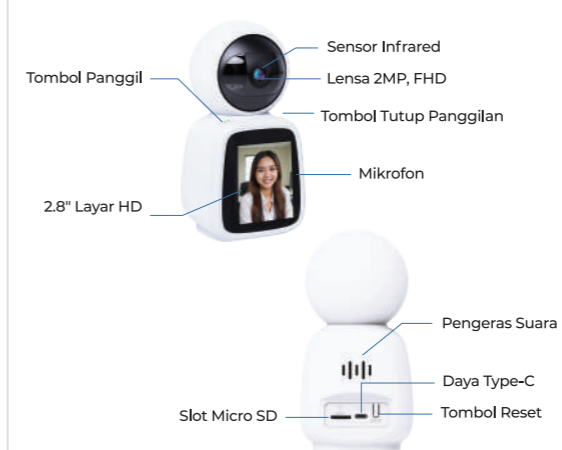 Sensor Infrared
Tombol Panggil
Lensa 2MP, FHD
Tombol Tutup Panggilan
Mikrofon
2.8" Layar HD
Pengeras Suara
Daya Type-C
Slot Micro SD
Tombol Reset